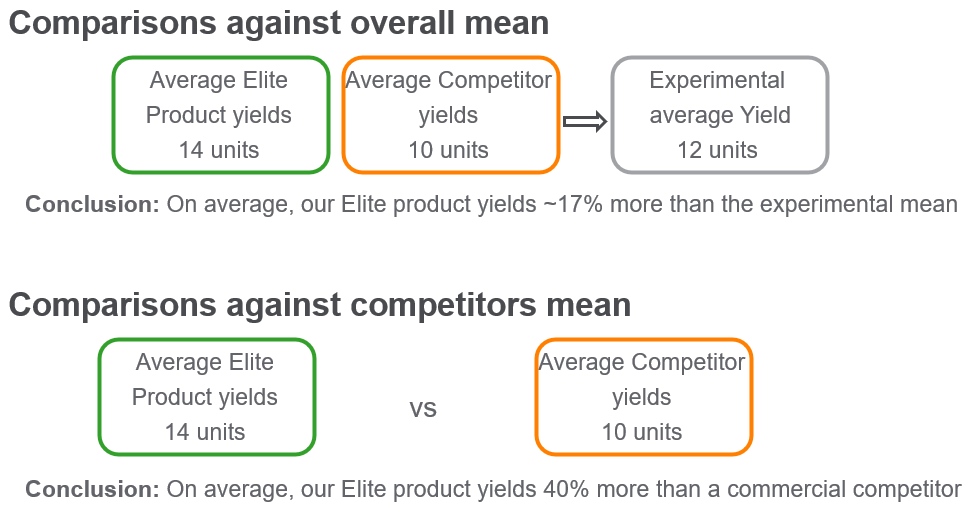 Comparisons against overall mean
Average Elite
Product yields
14 units
Average Competitor
yields
10 units
Experimental
average Yield
12 units
Conclusion: On average, our Elite product yields ~17% more than the experimental mean
Comparisons against competitors mean
Average Elite
Product yields
14 units
vs
Average Competitor
yields
10 units
Conclusion: On average, our Elite product yields 40% more than a commercial competitor